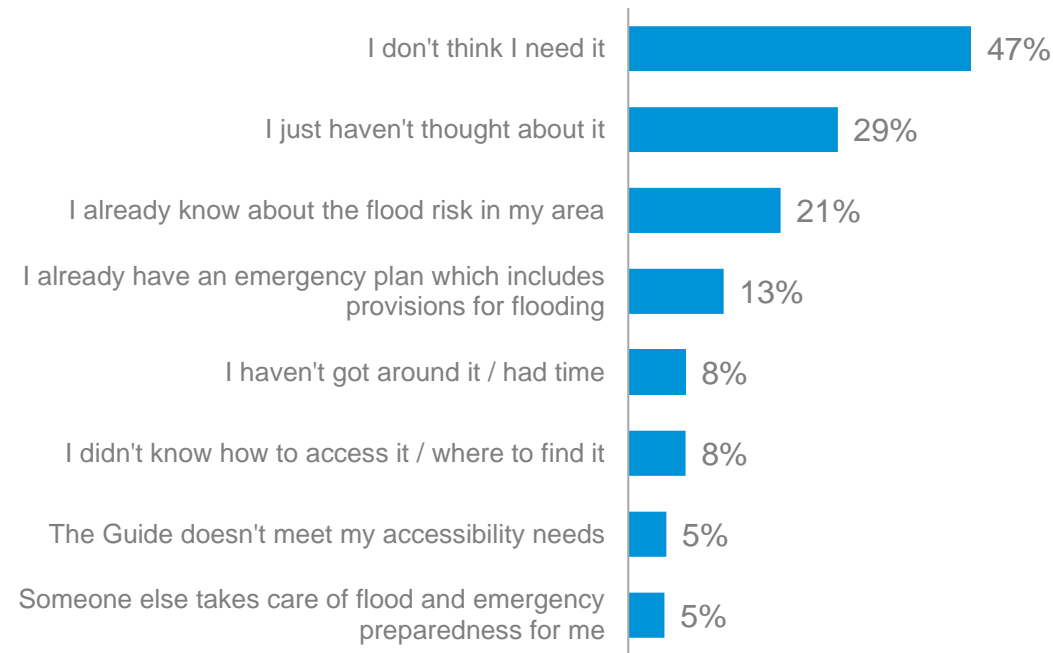 I don't think I need it
47%
I just haven't thought about it
29%
I already know about the flood risk in my area
21%
I already have an emergency plan which includes
provisions for flooding
13%
I haven't got around it / had time
8%
I didn't know how to access it / where to find it
8%
The Guide doesn't meet my accessibility needs
5%
Someone else takes care of flood and emergency
preparedness for me
5%